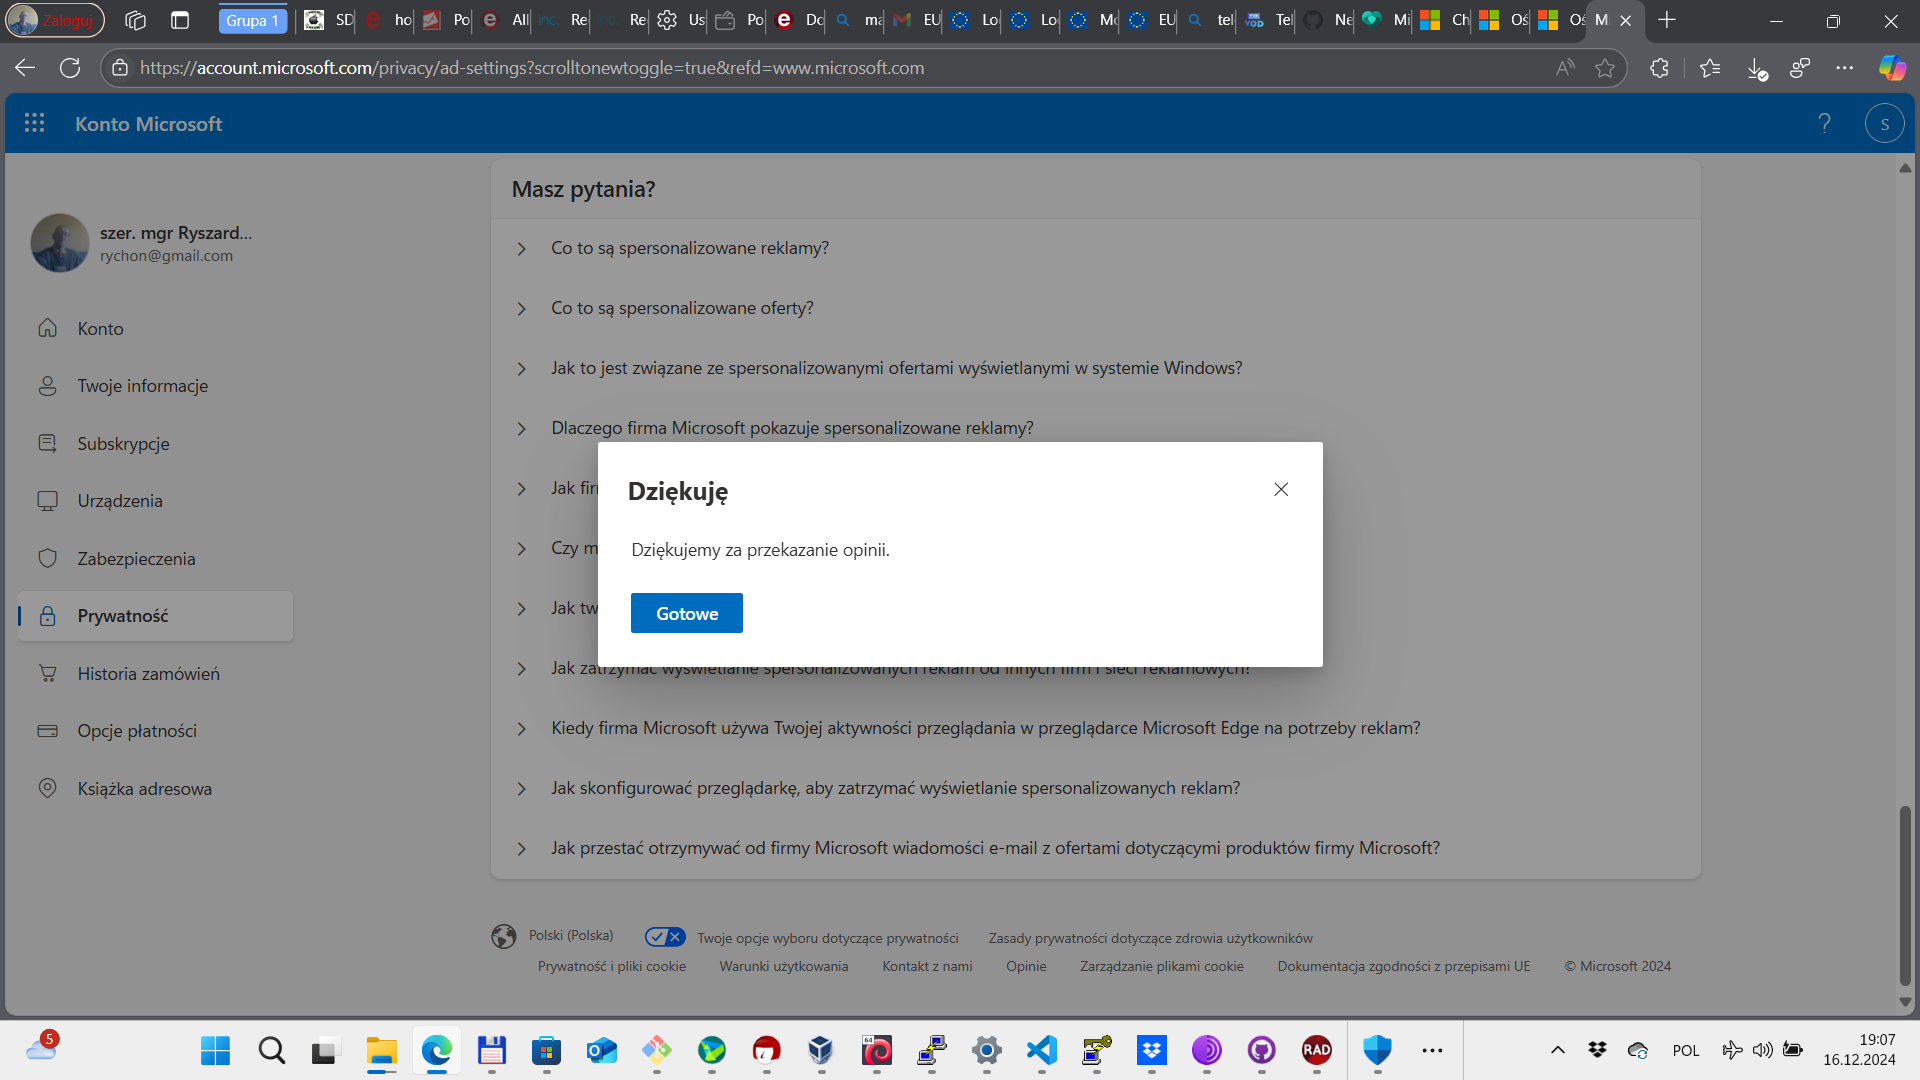 Zaloguj
Grupa 1
SD
ho
Po
All
inc. Re
inc. Re
Us
Po
Do
ma
EU
Lo
Lo
Mo
EU
tel
Tel
Ne
Mi
Ch
Oś
Oś
M
https://account.microsoft.com/privacy/ad-settings?scrolltonewtoggle=true&refd=www.microsoft.com
Konto Microsoft
?
S
szer. mgr Ryszard...
rychon@gmail.com
Konto
Twoje informacje
Subskrypcje
Urządzenia
Zabezpieczenia
Prywatność
Historia zamówień
Opcje płatności
Książka adresowa
Masz pytania?
Co to są spersonalizowane reklamy?
Co to są spersonalizowane oferty?
Jak to jest związane ze spersonalizowanymi ofertami wyświetlanymi w systemie Windows?
Dlaczego firma Microsoft pokazuje spersonalizowane reklamy?
Jak fir
Czy m
Jak tw
Jak zatrzymać wyświetlanie spersonalizowanych reklam od innych firm i sieci reklamowych?
Kiedy firma Microsoft używa Twojej aktywności przeglądania w przeglądarce Microsoft Edge na potrzeby reklam?
Jak skonfigurować przeglądarkę, aby zatrzymać wyświetlanie spersonalizowanych reklam?
Jak przestać otrzymywać od firmy Microsoft wiadomości e-mail z ofertami dotyczącymi produktów firmy Microsoft?
Dziękuję
Dziękujemy za przekazanie opinii.
Gotowe
Polski (Polska)
Twoje opcje wyboru dotyczące prywatności
Zasady prywatności dotyczące zdrowia użytkowników
Prywatność i pliki cookie
Warunki użytkowania
Kontakt z nami
Opinie
Zarządzanie plikami cookie
Dokumentacja zgodności z przepisami UE
© Microsoft 2024
5
64
RAD
POL
19:07
16.12.2024